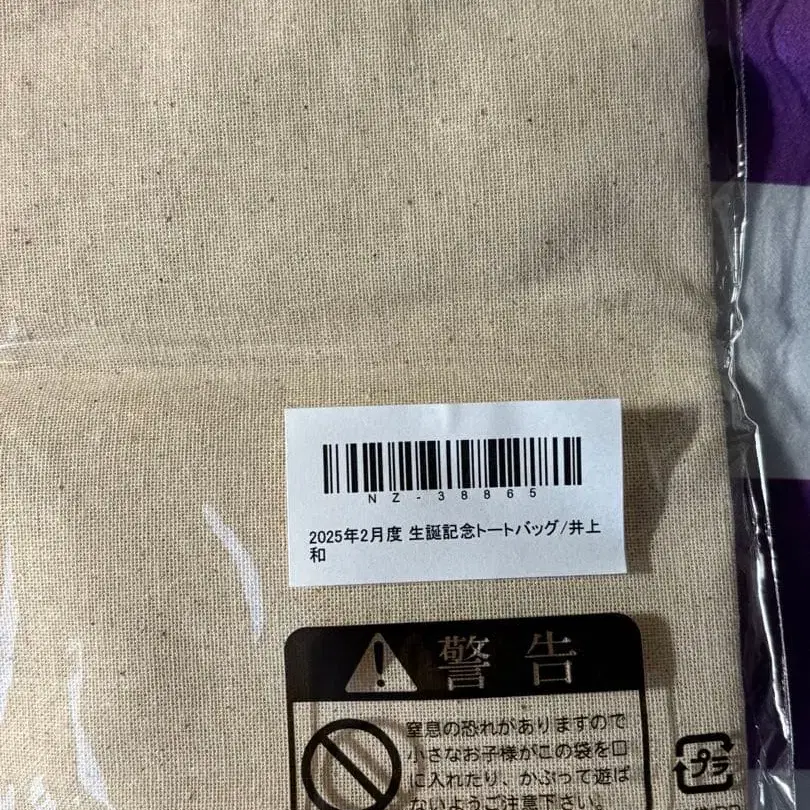 NZ-38865
2025年2月度 生誕記念トートバッグ/井上
和
警告
窒息の恐れがありますので
小さなお子様がこの袋を口
に入れたり、かぶって遊ば
ないようご注意下さい。
プラ